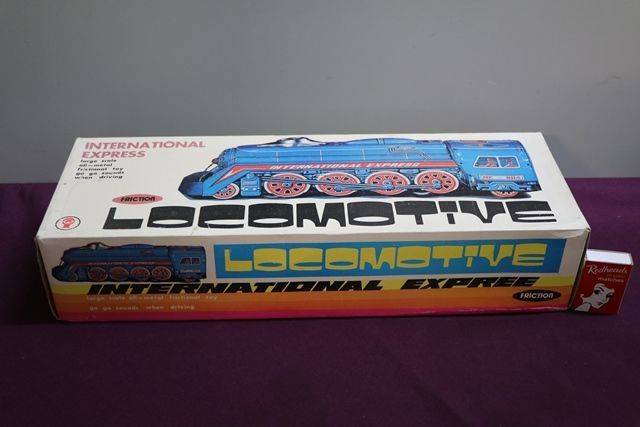 INTERNATIONAL
EXPRESS
large scale
all-metal
frictional toy
go go sounds
when driving
INTERNATIONAL EXPRESS
FRICTION
LOCOMOTIVE
LOCOMOTIVE
INTERNATIONAL EXPREE
large scale all-metal frictional toy
go go sounds when driving
FRICTION
Redheads
matches